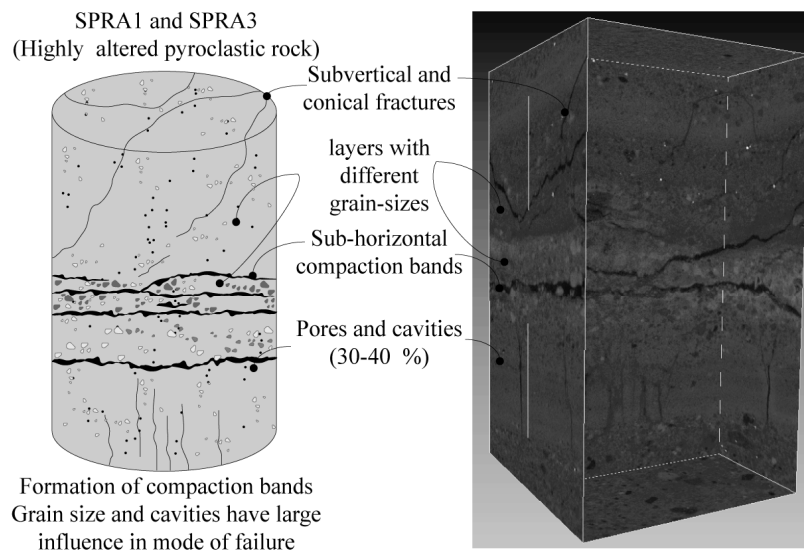 SPRA1 and SPRA3
(Highly altered pyroclastic rock)
Subvertical and
conical fractures
layers with
different
grain-sizes
Sub-horizontal
compaction bands
Pores and cavities
(30-40 %)
Formation of compaction bands
Grain size and cavities have large
influence in mode of failure